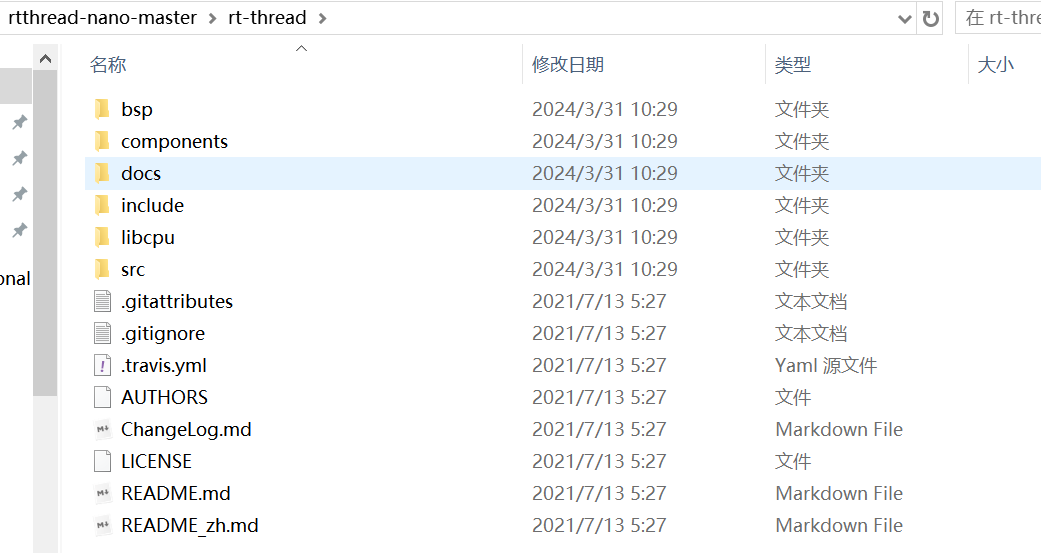 rtthread-nano-master > rt-thread > 在 rt-thre
名称 修改日期 类型 大小
bsp 2024/3/31 10:29 文件夹
components 2024/3/31 10:29 文件夹
docs 2024/3/31 10:29 文件夹
include 2024/3/31 10:29 文件夹
libcpu 2024/3/31 10:29 文件夹
onal
src 2024/3/31 10:29 文件夹
.gitattributes 2021/7/13 5:27 文本文档
.gitignore 2021/7/13 5:27 文本文档
.travis.yml 2021/7/13 5:27 Yaml 源文件
AUTHORS 2021/7/13 5:27 文件
ChangeLog.md 2021/7/13 5:27 Markdown File
LICENSE 2021/7/13 5:27 文件
README.md 2021/7/13 5:27 Markdown File
README_zh.md 2021/7/13 5:27 Markdown File